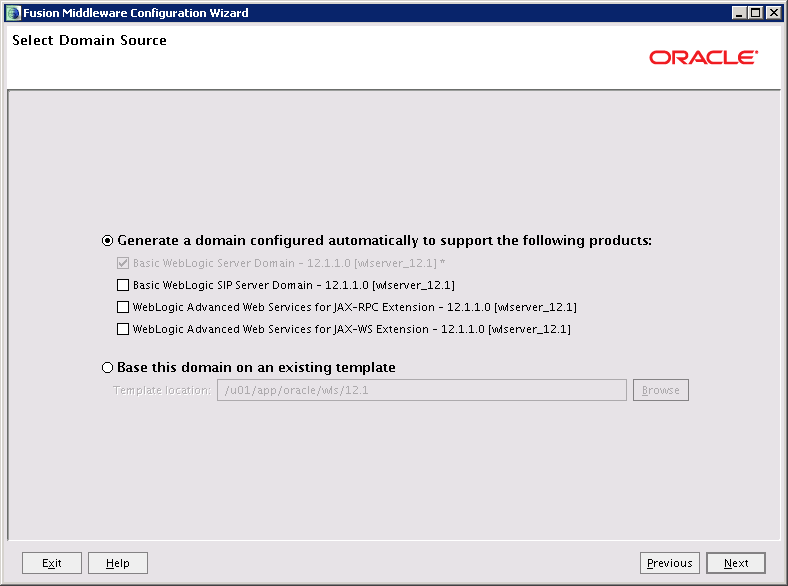 Fusion Middleware Configuration Wizard
Select Domain Source
ORACLE
Generate a domain configured automatically to support the following products:
Basic WebLogic Server Domain - 12.1.1.0 [wlserver_12.1] *
Basic WebLogic SIP Server Domain - 12.1.1.0 [wlserver_12.1]
WebLogic Advanced Web Services for JAX-RPC Extension - 12.1.1.0 [wlserver_12.1]
WebLogic Advanced Web Services for JAX-WS Extension - 12.1.1.0 [wlserver_12.1]
Base this domain on an existing template
Template location: /u01/app/oracle/wls/12.1 Browse
Exit Help Previous Next